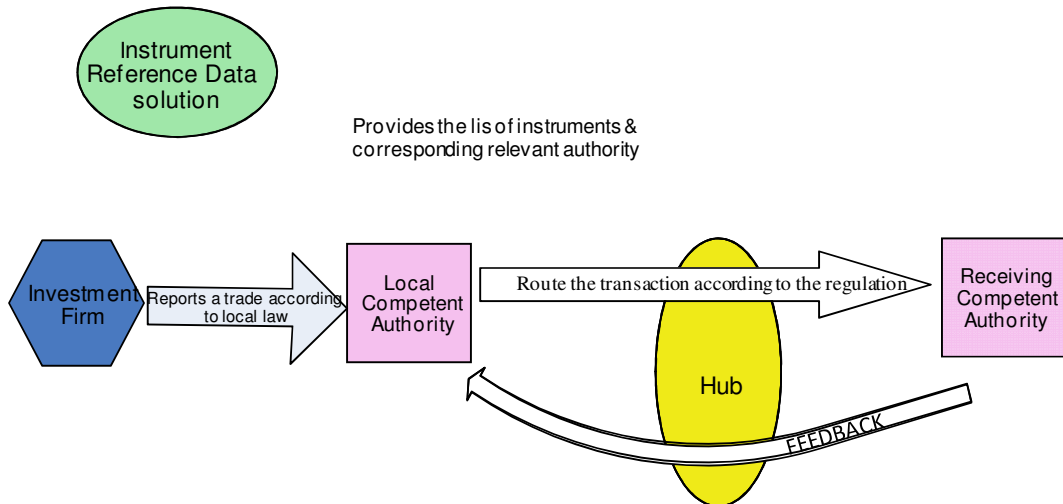 Instrument
Reference Data
solution
Provides the lis of instruments &
corresponding relevant authority
Investment
Firm
Reports a trade according
to local law
Local
Competent
Authority
Route the transaction according to the regulation
Receiving
Competent
Authority
Hub
FEEDBACK